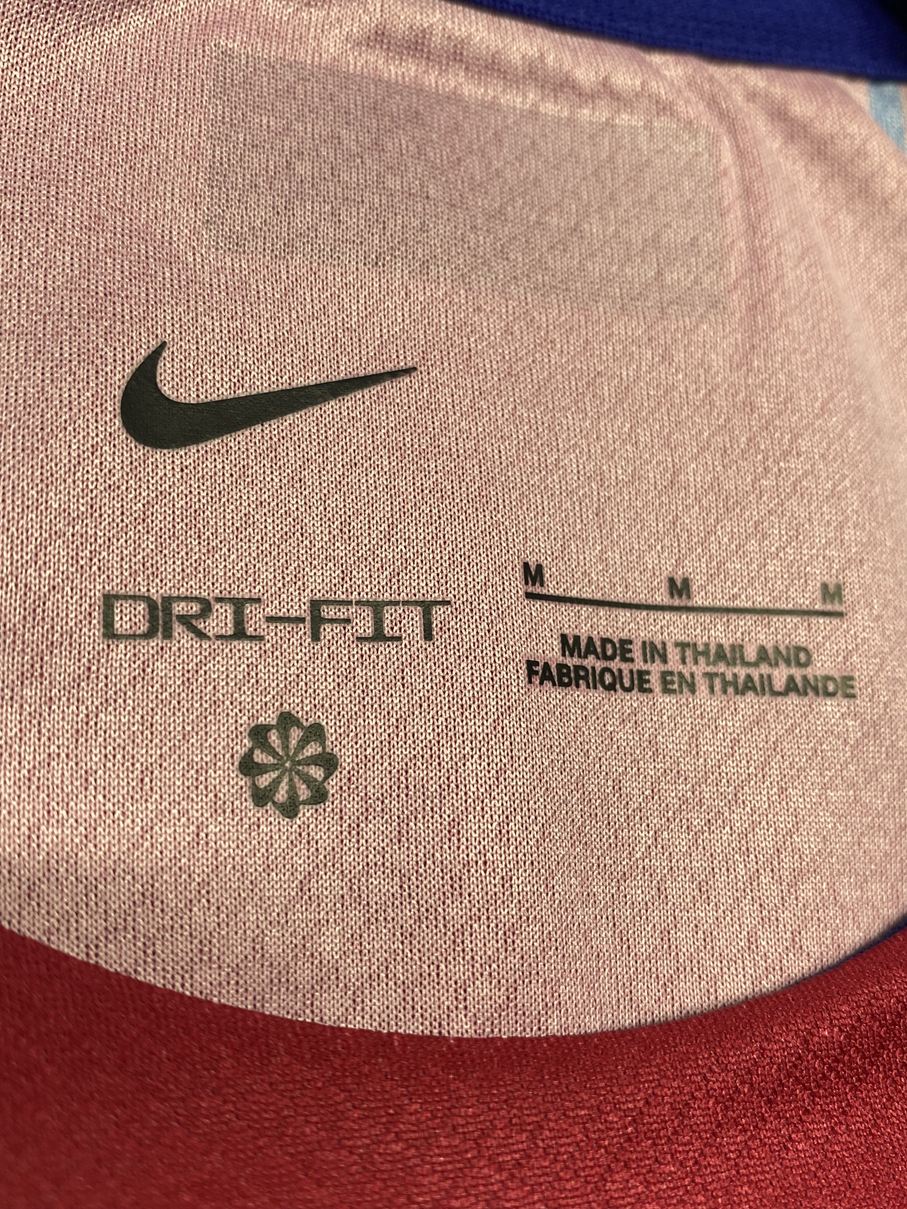 DRI-FIT
M M M
MADE IN THAILAND
FABRIQUE EN THAILANDE